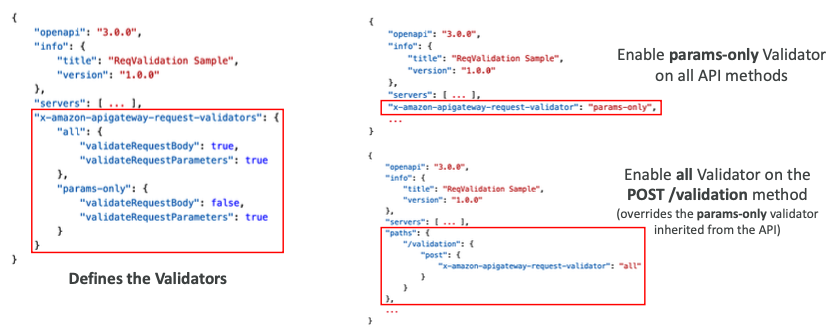 {
"openapi": "3.0.0",
"info": {
"title": "ReqValidation Sample",
"version": "1.0.0"
},
"servers": [ ... ],
"x-amazon-apigateway-request-validators": {
"all": {
"validateRequestBody": true,
"validateRequestParameters": true
},
"params-only": {
"validateRequestBody": false,
"validateRequestParameters": true
}
}
}
Defines the Validators
{
"openapi": "3.0.0",
"info": {
"title": "ReqValidation Sample",
"version": "1.0.0"
},
"servers": [ ... ],
"x-amazon-apigateway-request-validator": "params-only",
...
}
Enable params-only Validator
on all API methods
{
"openapi": "3.0.0",
"info": {
"title": "ReqValidation Sample",
"version": "1.0.0"
},
"servers": [ ... ],
"paths": {
"/validation": {
"post": {
"x-amazon-apigateway-request-validator": "all"
}
}
},
...
}
Enable all Validator on the
POST /validation method
(overrides the params-only validator
inherited from the API)